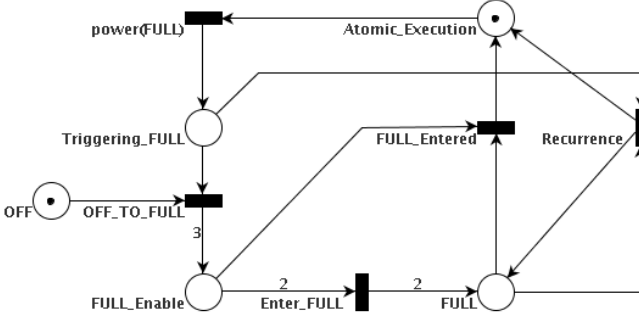 power(FULL)
Atomic_Execution
Triggering_FULL
FULL_Entered
Recurrence
OFF
OFF_TO_FULL
3
FULL_Enable
2
Enter_FULL
2
FULL